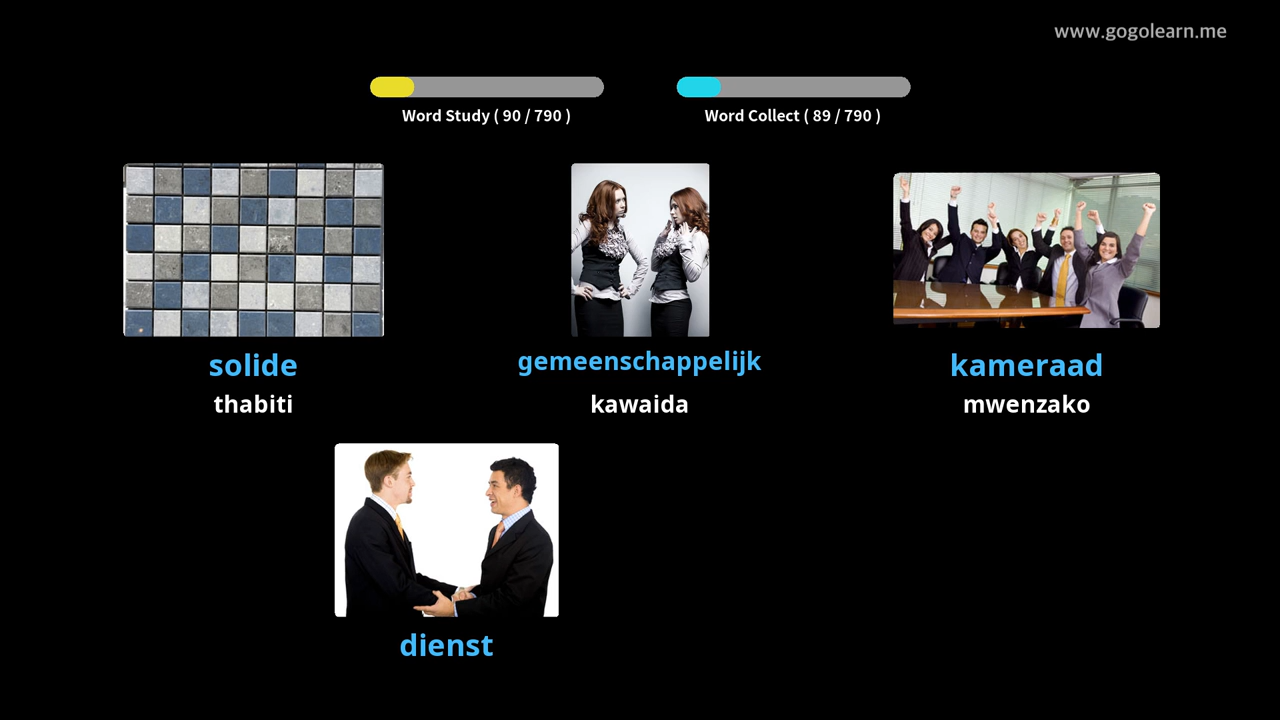 www.gogolearn.me
Word Study ( 90 / 790 )
Word Collect ( 89 / 790 )
solide
thabiti
gemeenschappelijk
kawaida
kameraad
mwenzako
dienst